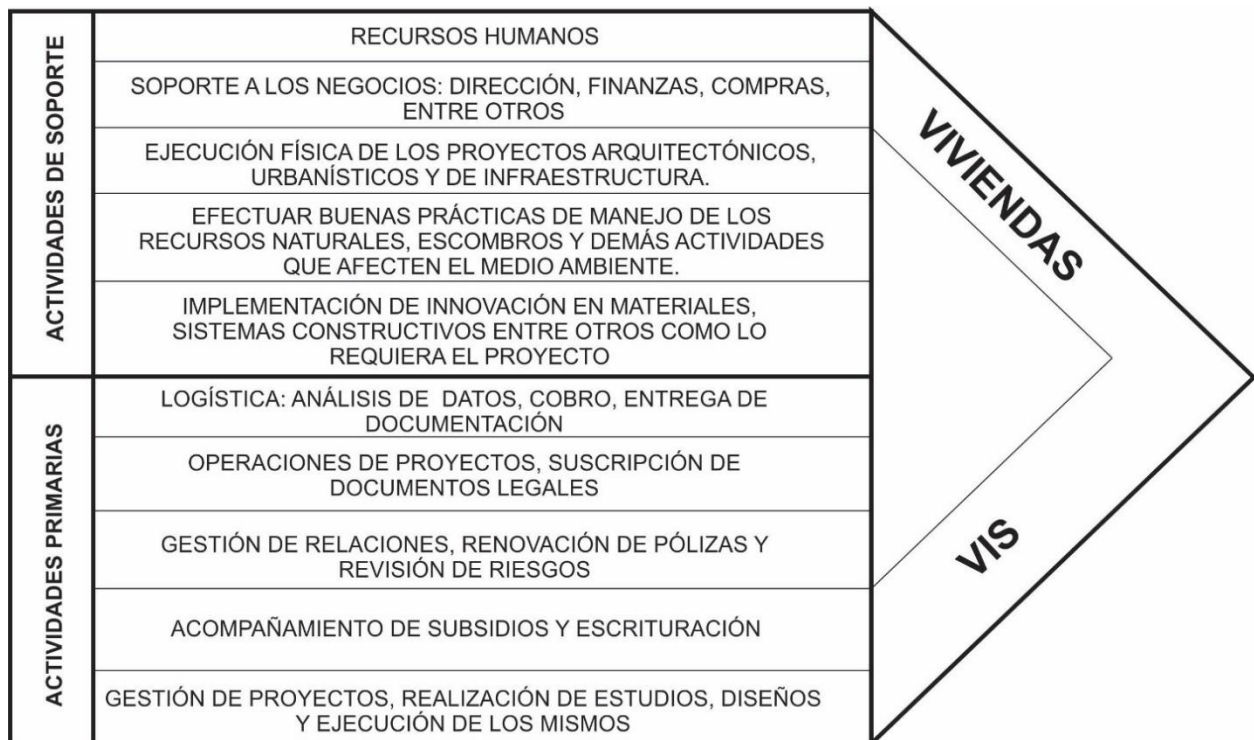 ACTIVIDADES DE SOPORTE
RECURSOS HUMANOS
SOPORTE A LOS NEGOCIOS: DIRECCIÓN, FINANZAS, COMPRAS,
ENTRE OTROS
EJECUCIÓN FÍSICA DE LOS PROYECTOS ARQUITECTÓNICOS,
URBANÍSTICOS Y DE INFRAESTRUCTURA.
EFECTUAR BUENAS PRÁCTICAS DE MANEJO DE LOS
RECURSOS NATURALES, ESCOMBROS Y DEMÁS ACTIVIDADES
QUE AFECTEN EL MEDIO AMBIENTE.
IMPLEMENTACIÓN DE INNOVACIÓN EN MATERIALES,
SISTEMAS CONSTRUCTIVOS ENTRE OTROS COMO LO
REQUIERA EL PROYECTO
ACTIVIDADES PRIMARIAS
LOGÍSTICA: ANÁLISIS DE DATOS, COBRO, ENTREGA DE
DOCUMENTACIÓN
OPERACIONES DE PROYECTOS, SUSCRIPCIÓN DE
DOCUMENTOS LEGALES
GESTIÓN DE RELACIONES, RENOVACIÓN DE PÓLIZAS Y
REVISIÓN DE RIESGOS
ACOMPAÑAMIENTO DE SUBSIDIOS Y ESCRITURACIÓN
GESTIÓN DE PROYECTOS, REALIZACIÓN DE ESTUDIOS, DISEÑOS
Y EJECUCIÓN DE LOS MISMOS
VIVIENDAS
VIS